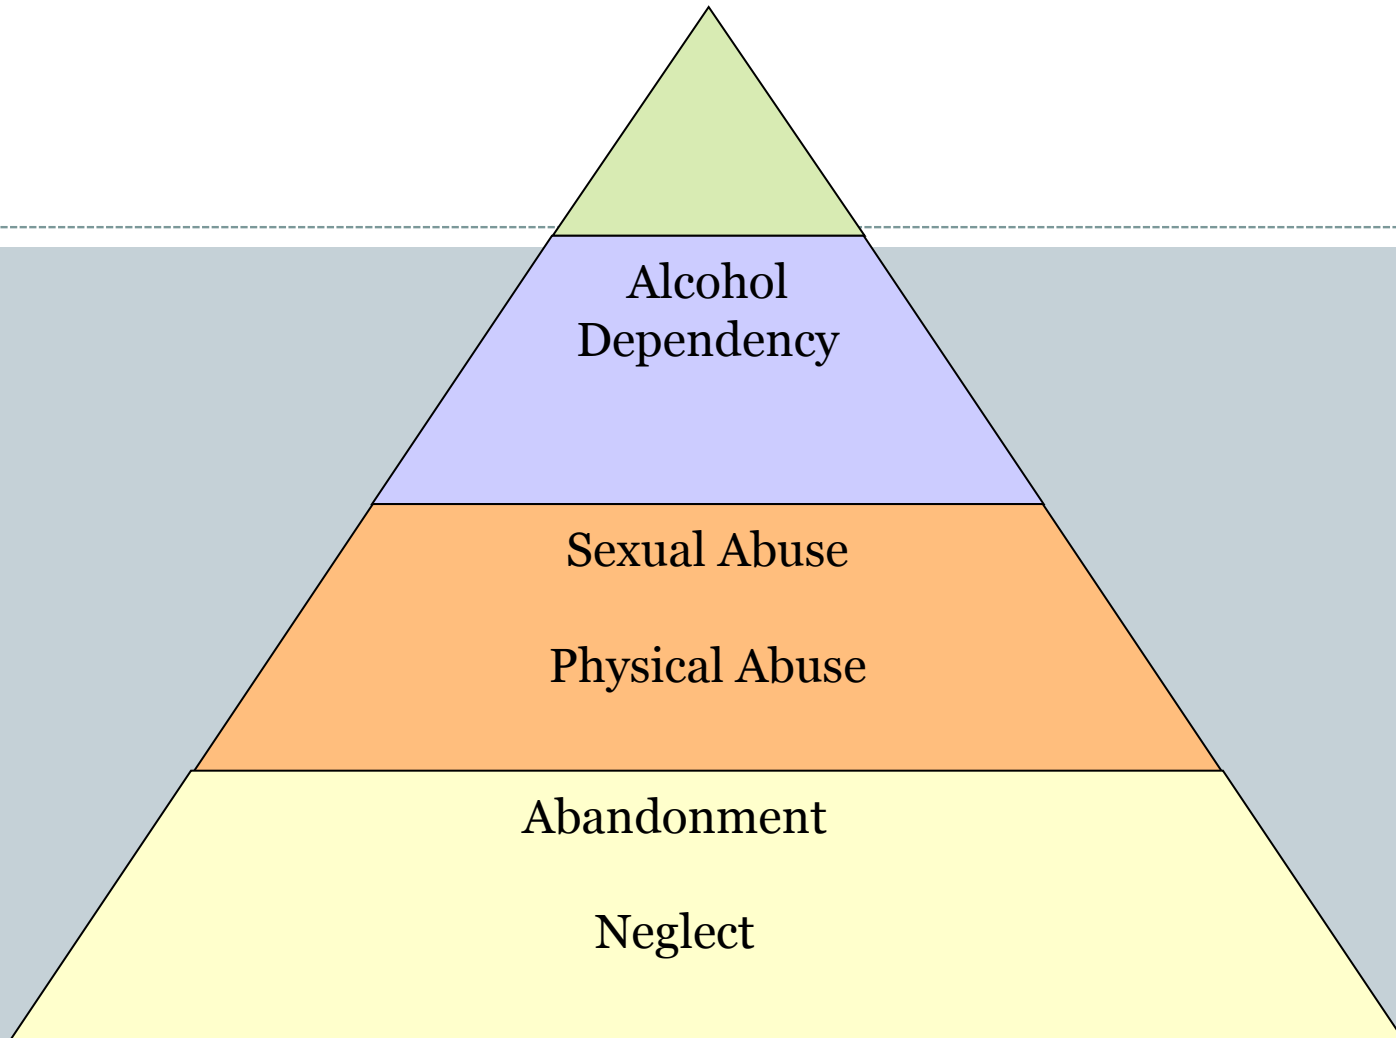 Alcohol
Dependency
Sexual Abuse
Physical Abuse
Abandonment
Neglect